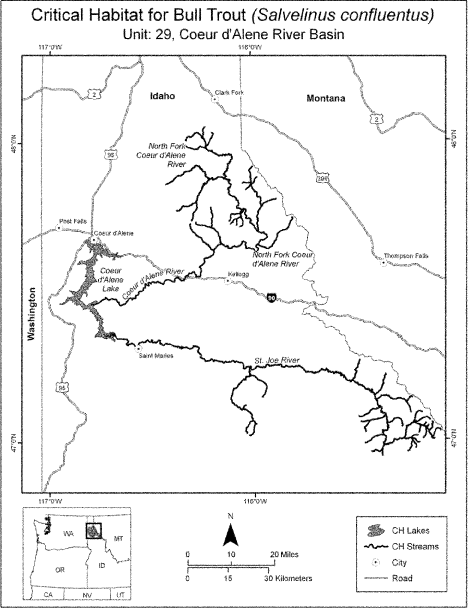 Critical Habitat for Bull Trout (Salvelinus confluentus)
Unit: 29, Coeur d'Alene River Basin
117°0'W
116°0'W
2
Idaho
Clark Fork
Montana
2
48°0'N
48°0'N
95
North Fork
Coeur d'Alene
River
200
Post Falls
Coeur d'Alene
North Fork Coeur
d'Alene River
Thompson Falls
Coeur
d'Alene
Lake
Coeur d'Alene River
Kellogg
90
Washington
Saint Maries
St. Joe River
95
47°0'N
47°0'N
117°0'W
116°0'W
N
WA
MT
OR
ID
CA
NV
UT
0 10 20 Miles
0 15 30 Kilometers
CH Lakes
CH Streams
City
Road